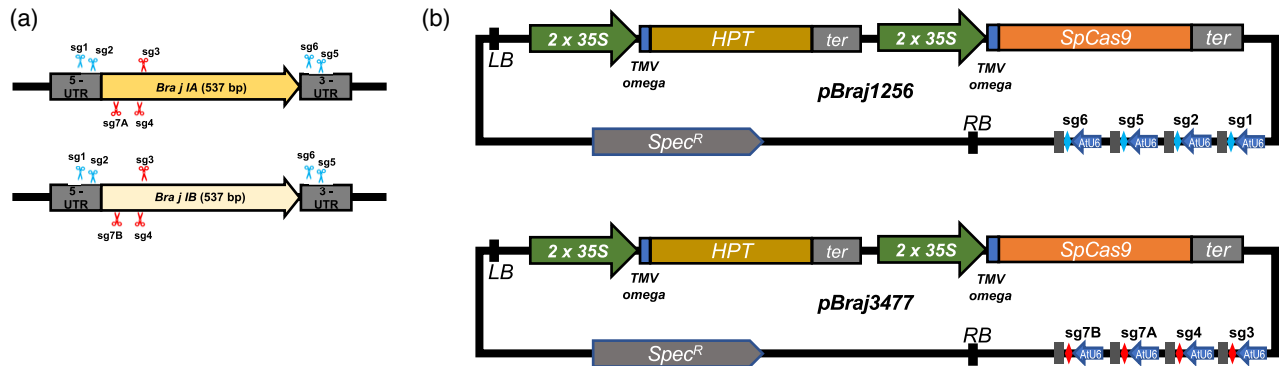 (a)
sg1
sg2
sg3
sg6
sg5
5 -
UTR
Bra j IA (537 bp)
3 -
UTR
sg7A
sg4
sg1
sg2
sg3
sg6
sg5
5 -
UTR
Bra j IB (537 bp)
3 -
UTR
sg7B
sg4
(b)
LB
2 x 35S
HPT
ter
2 x 35S
SpCas9
ter
TMV
omega
TMV
omega
pBraj1256
SpecR
RB
sg6
sg5
sg2
sg1
AtU6
AtU6
AtU6
AtU6
LB
2 x 35S
HPT
ter
2 x 35S
SpCas9
ter
TMV
omega
TMV
omega
pBraj3477
SpecR
RB
sg7B
sg7A
sg4
sg3
AtU6
AtU6
AtU6
AtU6